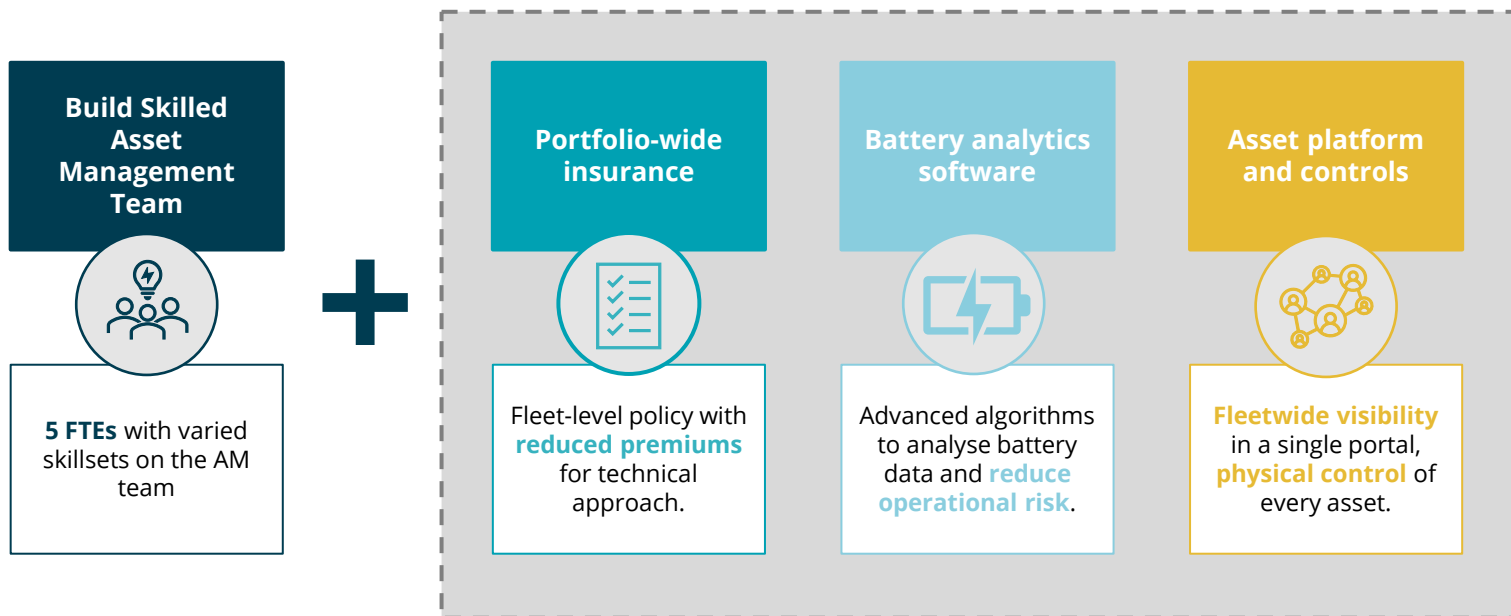 Build Skilled
Asset
Management
Team
5 FTEs with varied
skillsets on the AM
team
Portfolio-wide
insurance
Fleet-level policy with
reduced premiums
for technical
approach.
Battery analytics
software
Advanced algorithms
to analyse battery
data and reduce
operational risk.
Asset platform
and controls
Fleetwide visibility
in a single portal,
physical control of
every asset.